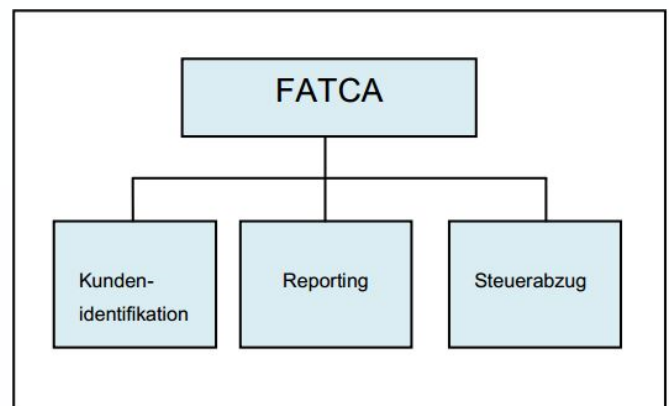 FATCA
Kunden-
identifikation
Reporting
Steuerabzug